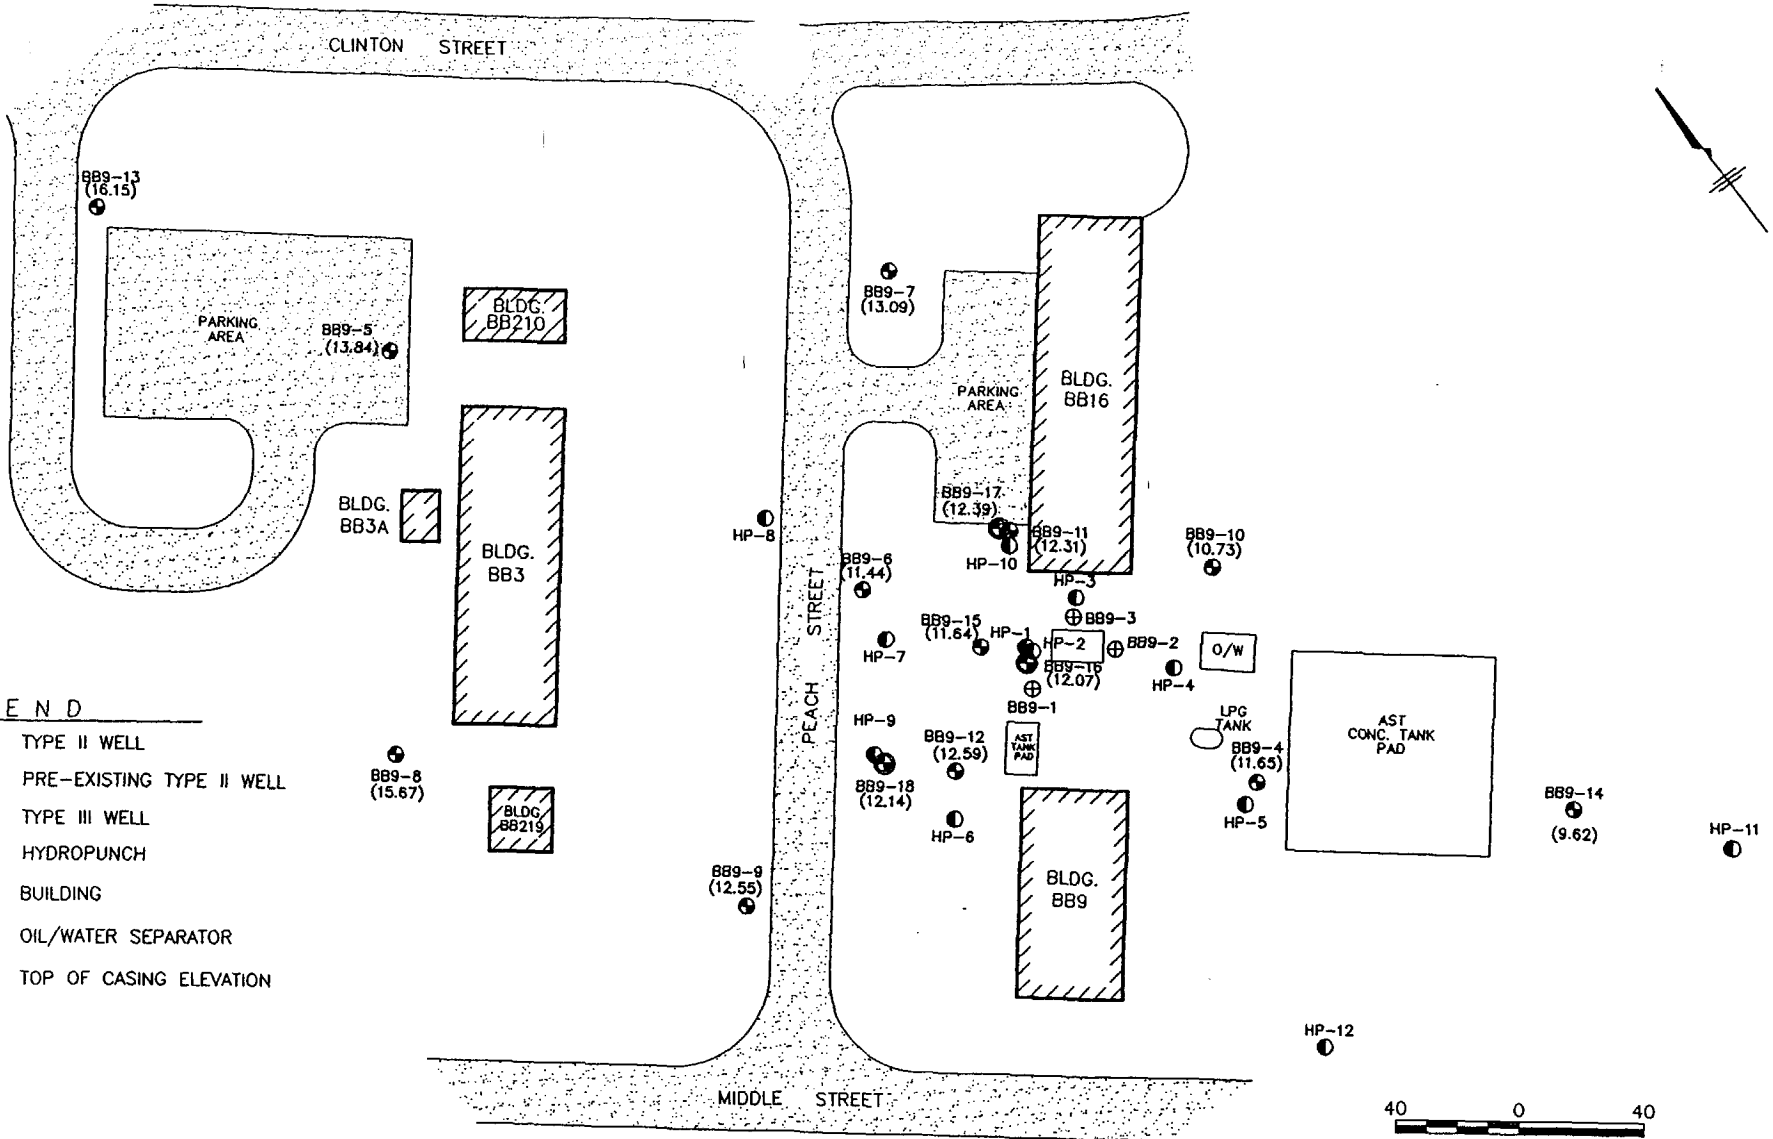 CLINTON STREET
BB9-13
(16.15)
PARKING
AREA
BB9-5
(13.84)
BLDG.
BB210
BB9-7
(13.09)
PARKING
AREA
BLDG.
BB16
BLDG.
BB3A
BLDG.
BB3
HP-8
BB9-17
(12.39)
BB9-11
(12.31)
HP-10
BB9-10
(10.73)
BB9-6
(11.44)
HP-3
BB9-3
BB9-15
(11.64)
HP-1
HP-2
BB9-2
O/W
HP-7
BB9-16
(12.07)
HP-4
BB9-1
PEACH STREET
HP-9
BB9-12
(12.59)
AST
TANK
PAD
LPG
TANK
BB9-4
(11.65)
AST
CONC. TANK
PAD
BB9-18
(12.14)
HP-6
HP-5
BB9-14
(9.62)
HP-11
BB9-8
(15.67)
BLDG.
BB219
BB9-9
(12.55)
BLDG.
BB9
HP-12
MIDDLE STREET
E N D
TYPE II WELL
PRE-EXISTING TYPE II WELL
TYPE III WELL
HYDROPUNCH
BUILDING
OIL/WATER SEPARATOR
TOP OF CASING ELEVATION
40 0 40